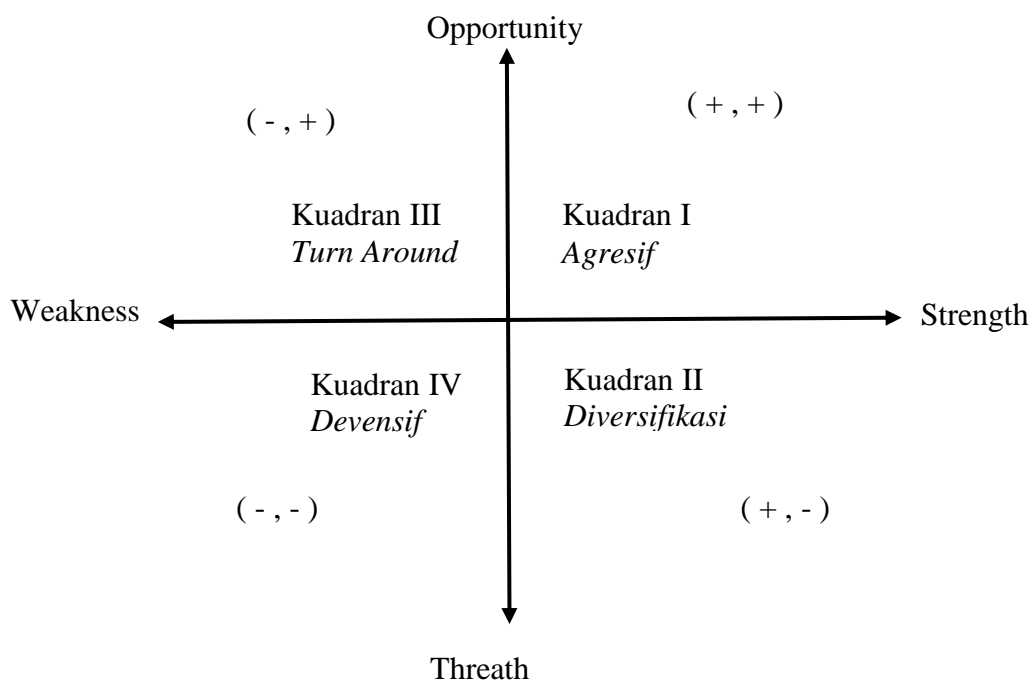 Opportunity
( - , + )
( + , + )
Kuadran III
Turn Around
Kuadran I
Agresif
Weakness
Strength
Kuadran IV
Devensif
Kuadran II
Diversifikasi
( - , - )
( + , - )
Threath